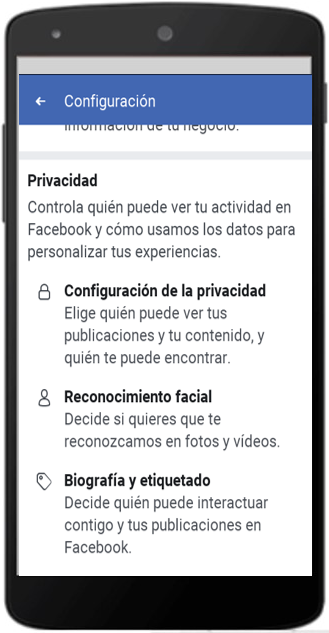 Configuración
información de tu negocio.
Privacidad
Controla quién puede ver tu actividad en
Facebook y cómo usamos los datos para
personalizar tus experiencias.
Configuración de la privacidad
Elige quién puede ver tus
publicaciones y tu contenido, y
quién te puede encontrar.
Reconocimiento facial
Decide si quieres que te
reconozcamos en fotos y vídeos.
Biografía y etiquetado
Decide quién puede interactuar
contigo y tus publicaciones en
Facebook.